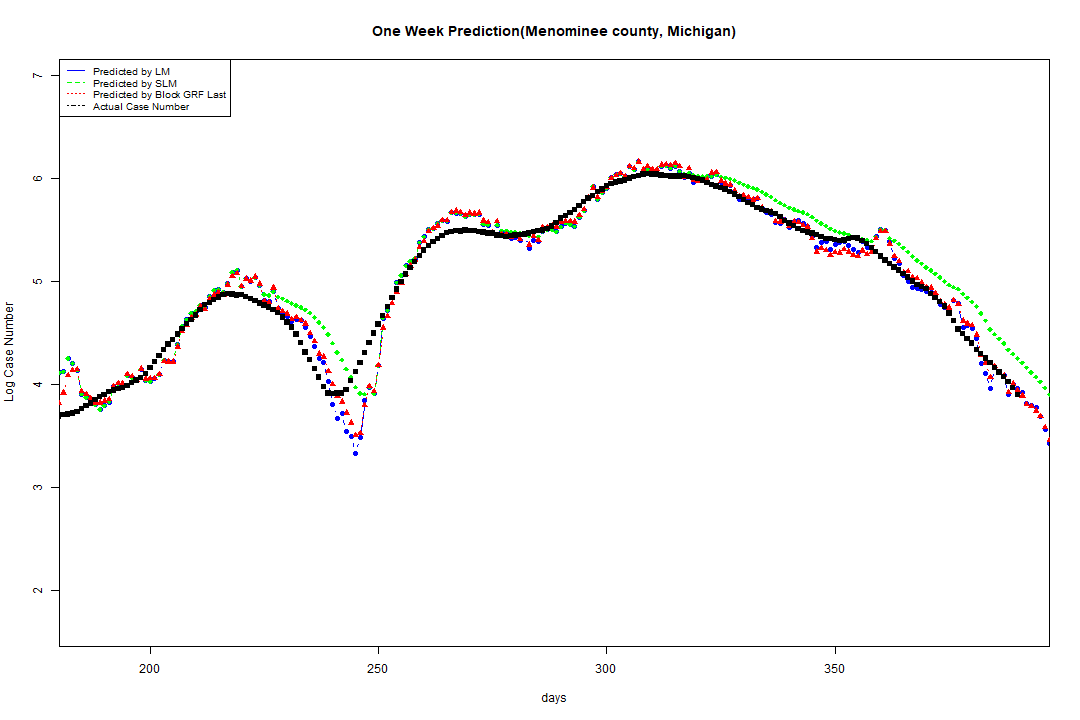 One Week Prediction(Menominee county, Michigan)
Predicted by LM
Predicted by SLM
Predicted by Block GRF Last
Actual Case Number
7
6
5
4
3
2
Log Case Number
200
250
300
350
days